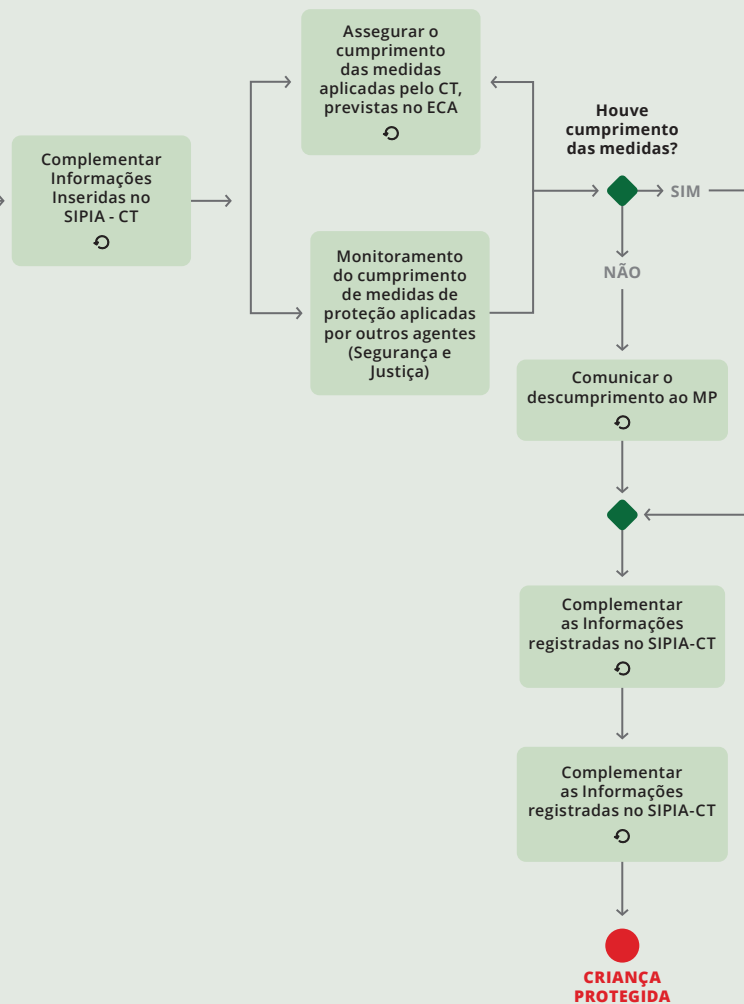 Complementar
Informações
Inseridas no
SIPIA - CT
Assegurar o
cumprimento
das medidas
aplicadas pelo CT,
previstas no ECA
Monitoramento
do cumprimento
de medidas de
proteção aplicadas
por outros agentes
(Segurança e
Justiça)
Houve
cumprimento
das medidas?
SIM
NÃO
Comunicar o
descumprimento ao MP
Complementar
as Informações
registradas no SIPIA-CT
Complementar
as Informações
registradas no SIPIA-CT
CRIANÇA
PROTEGIDA